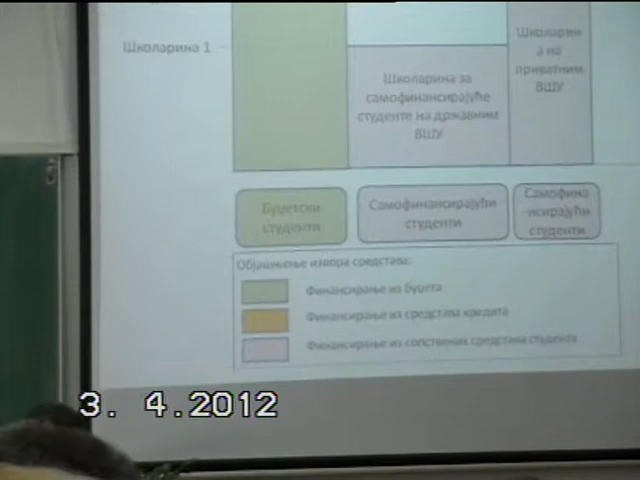 Школарина 1
Школарин
а на
приватним
ВШУ
Школарина за
самофинансирајуће
студенте на државним
ВШУ
Буџетски
студенти
Самофинансирајући
студенти
Самофина
-нсирајући
студенти
Објашњење извора средстава:
Финансирање из буџета
Финансирање из средстава кредита
Финансирање из сопствених средстава студента
3. 4.2012